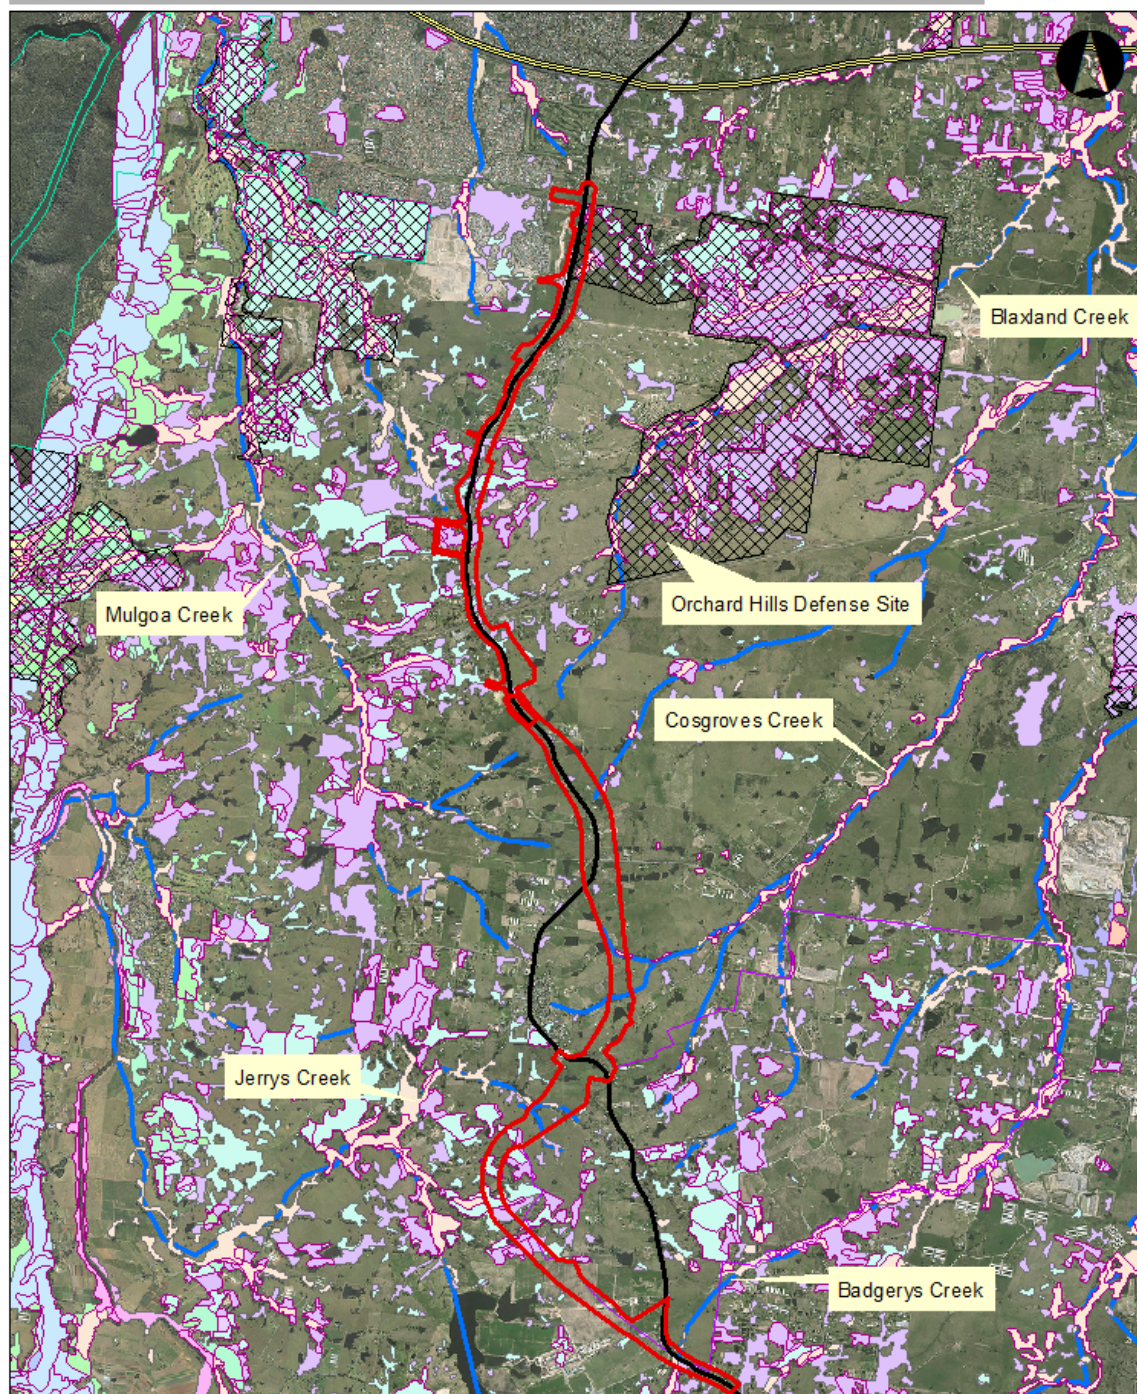 Blaxland Creek
Mulgoa Creek
Orchard Hills Defense Site
Cosgroves Creek
Jerrys Creek
Badgerys Creek